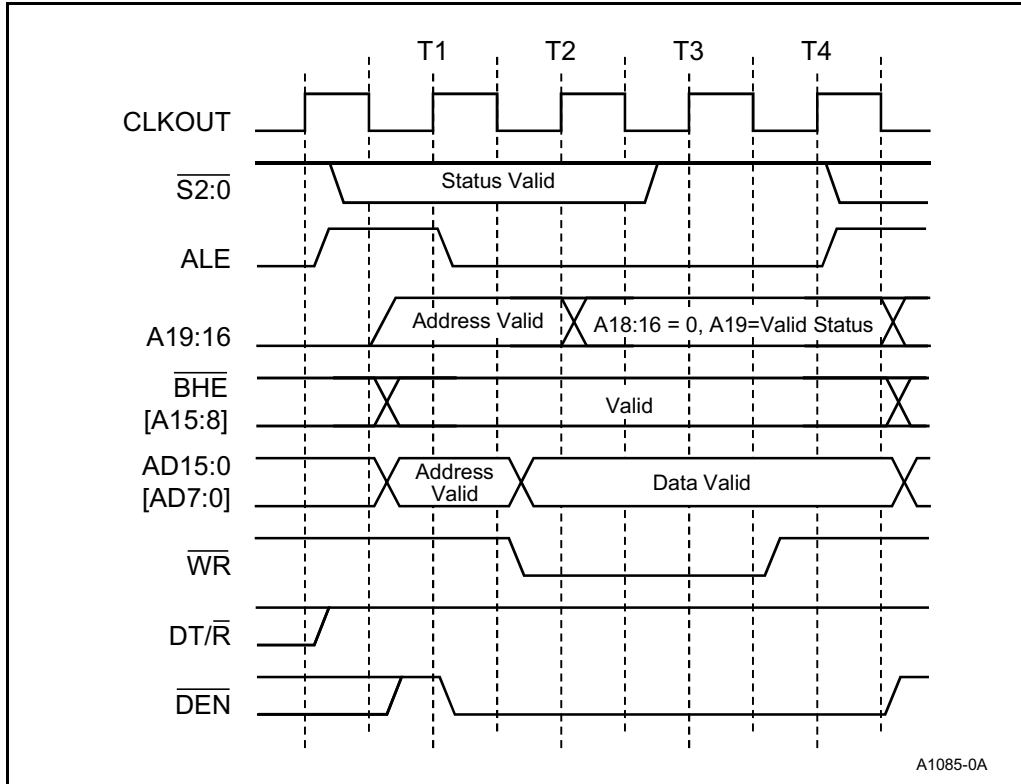 T1 T2 T3 T4
CLKOUT
S2:0
Status Valid
ALE
A19:16
Address Valid
A18:16 = 0, A19=Valid Status
BHE
[A15:8]
Valid
AD15:0
[AD7:0]
Address
Valid
Data Valid
WR
DT/R
DEN
A1085-0A